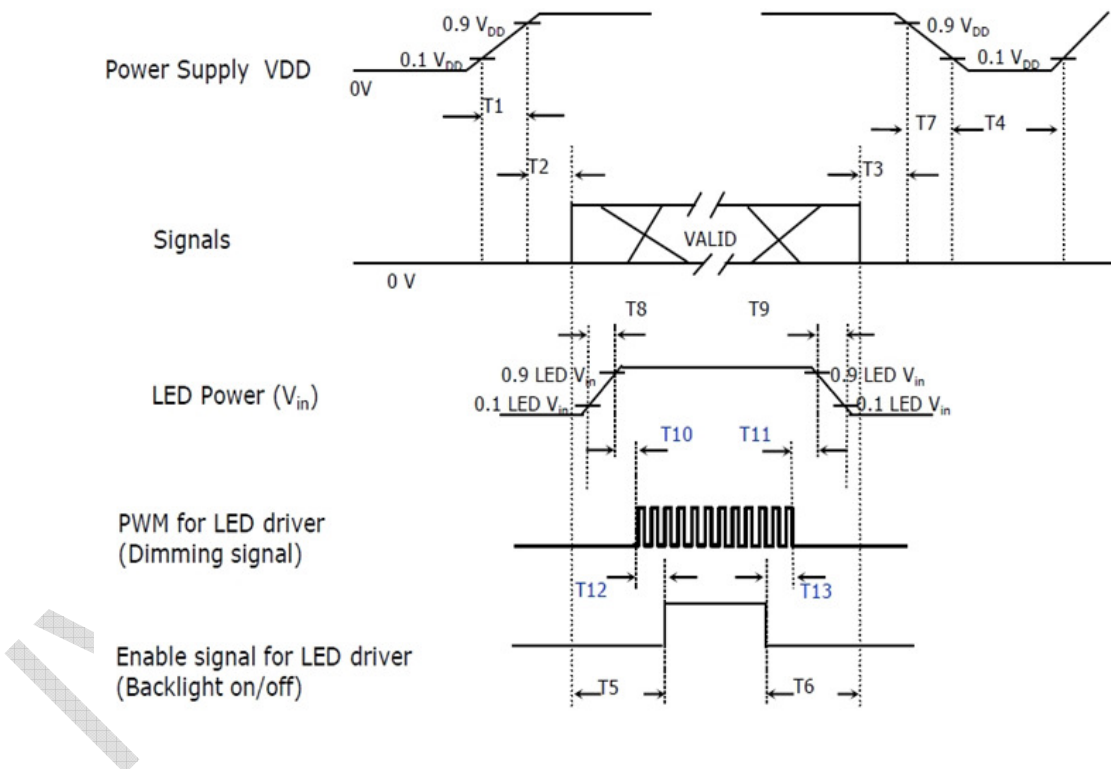 0.9 V_DD
0.9 V_DD
0.1 V_DD
0.1 V_DD
Power Supply VDD
0V
T1
T7
T4
T2
T3
Signals
VALID
0 V
T8
T9
LED Power (V_in)
0.9 LED V_in
0.9 LED V_in
0.1 LED V_in
0.1 LED V_in
T10
T11
PWM for LED driver
(Dimming signal)
T12
T13
Enable signal for LED driver
(Backlight on/off)
T5
T6